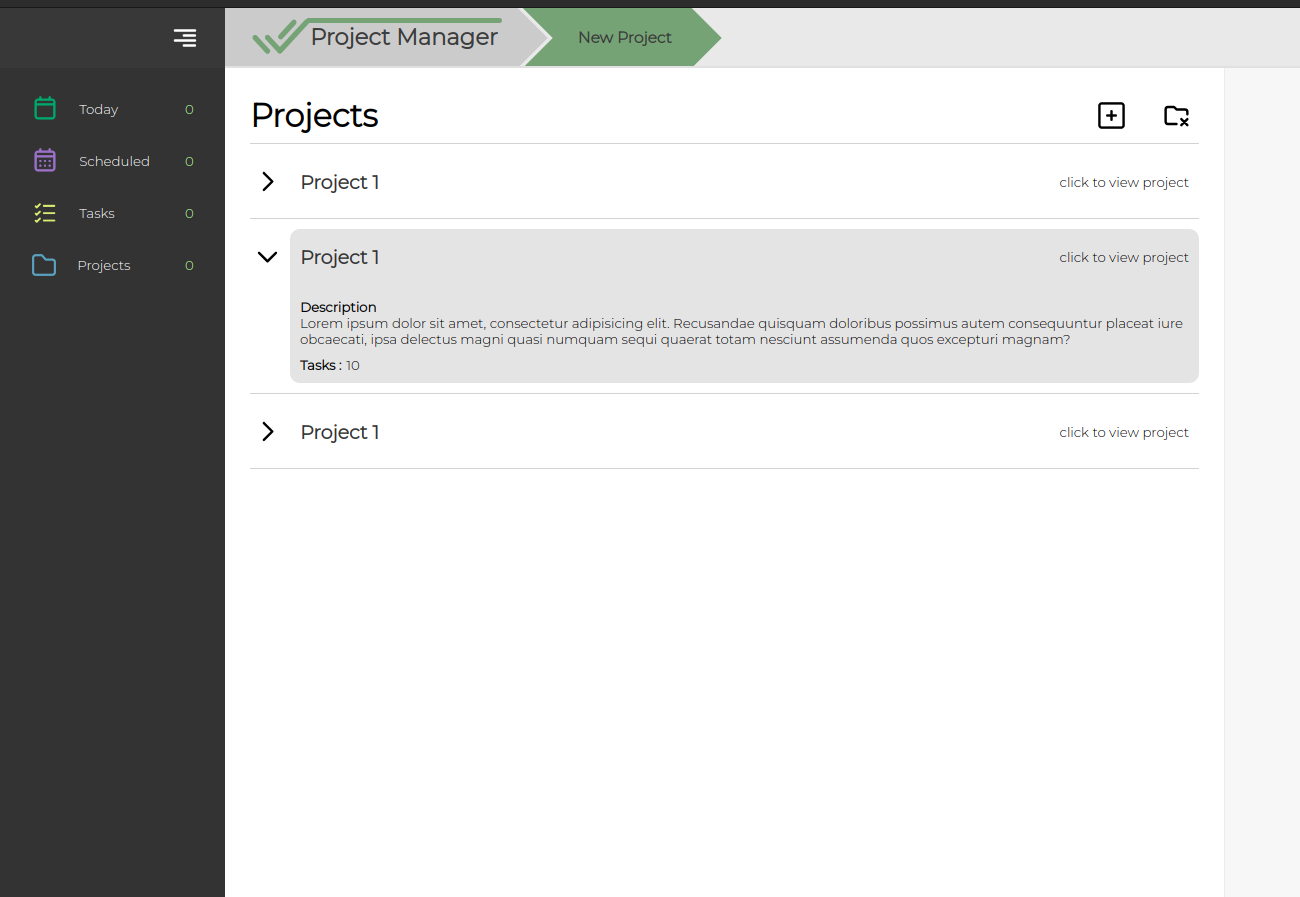 Project Manager
New Project
Today 0
Scheduled 0
Tasks 0
Projects 0
Projects
Project 1 click to view project
Project 1 click to view project
Description
Lorem ipsum dolor sit amet, consectetur adipisicing elit. Recusandae quisquam doloribus possimus autem consequuntur placeat iure
obcaecati, ipsa delectus magni quasi numquam sequi quaerat totam nesciunt assumenda quos excepturi magnam?
Tasks : 10
Project 1 click to view project